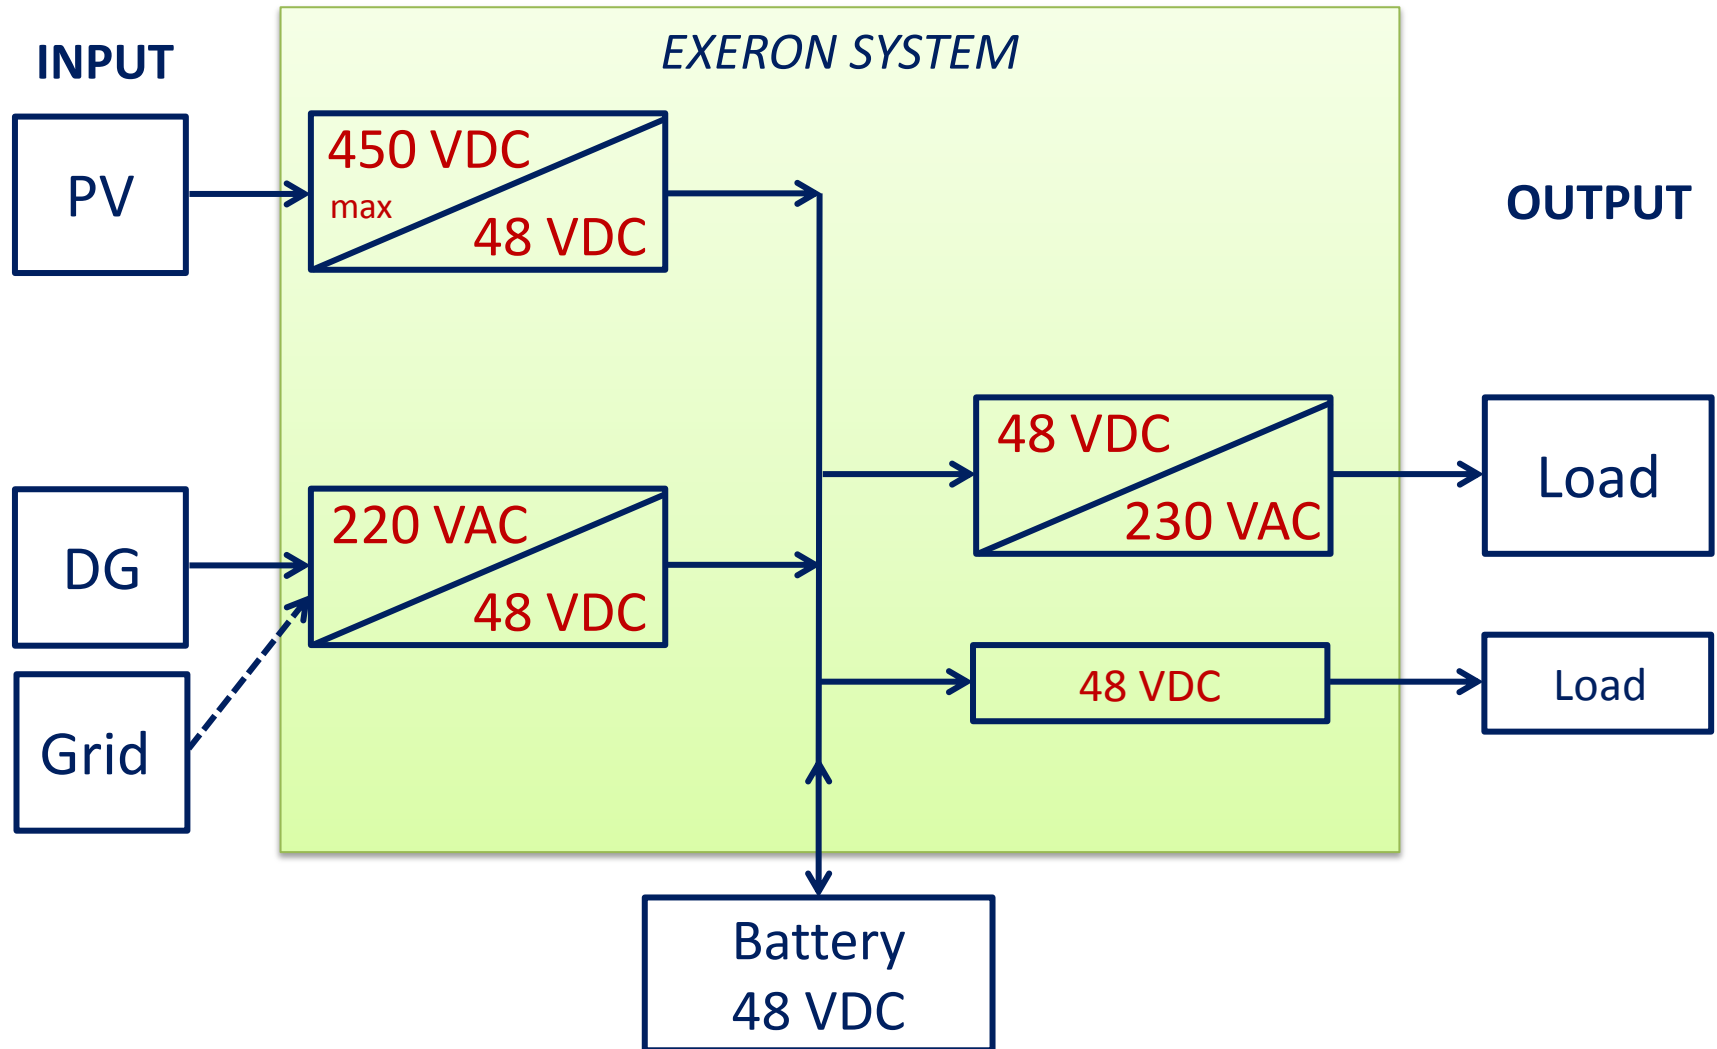 EXERON SYSTEM
INPUT
OUTPUT
PV
450 VDC
max
48 VDC
DG
220 VAC
48 VDC
Grid
48 VDC
230 VAC
Load
48 VDC
Load
Battery
48 VDC